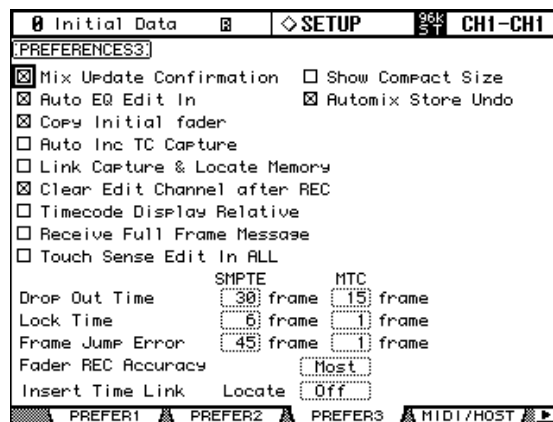 0 Initial Data B ◇SETUP 96k ST CH1-CH1
PREFERENCES3
☒ Mix Update Confirmation ☐ Show Compact Size
☒ Auto EQ Edit In ☒ Automix Store Undo
☒ Copy Initial fader
☐ Auto Inc TC Capture
☐ Link Capture & Locate Memory
☒ Clear Edit Channel after REC
☐ Timecode Display Relative
☐ Receive Full Frame Message
☐ Touch Sense Edit In ALL
SMPTE MTC
Drop Out Time 30 frame 15 frame
Lock Time 6 frame 1 frame
Frame Jump Error 45 frame 1 frame
Fader REC Accuracy Most
Insert Time Link Locate Off
PREFER1 PREFER2 PREFER3 MIDI/HOST